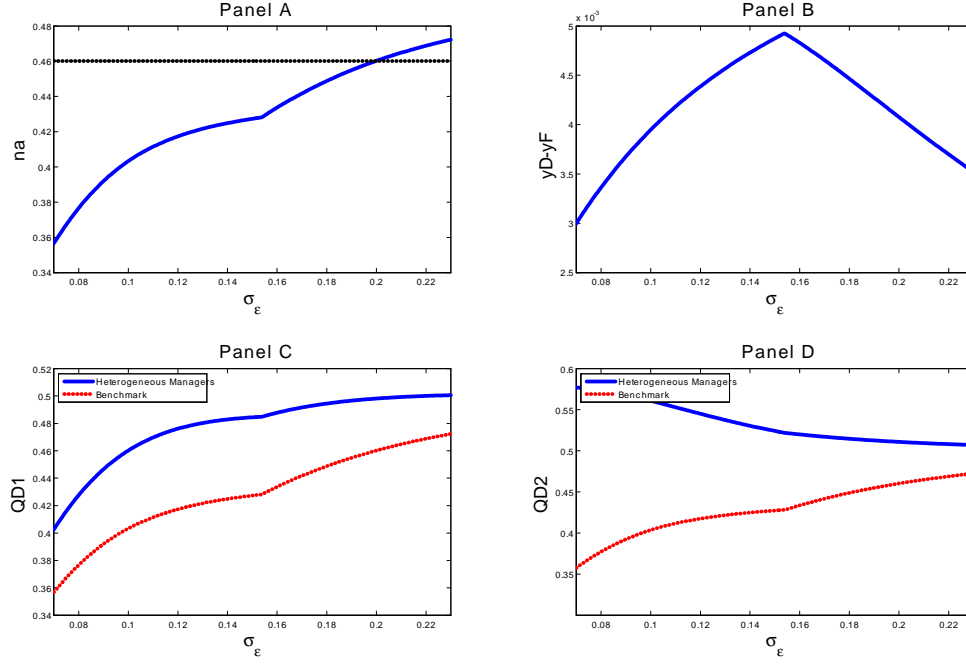 Panel A
0.48
0.46
0.44
0.42
0.4
0.38
0.36
0.34
na
0.08 0.1 0.12 0.14 0.16 0.18 0.2 0.22
σε
Panel B
x 10⁻³
5
4.5
4
3.5
3
2.5
yD-yF
0.08 0.1 0.12 0.14 0.16 0.18 0.2 0.22
σε
Panel C
Heterogeneous Managers
Benchmark
0.52
0.5
0.48
0.46
0.44
0.42
0.4
0.38
0.36
0.34
QD1
0.08 0.1 0.12 0.14 0.16 0.18 0.2 0.22
σε
Panel D
Heterogeneous Managers
Benchmark
0.6
0.55
0.5
0.45
0.4
0.35
QD2
0.08 0.1 0.12 0.14 0.16 0.18 0.2 0.22
σε